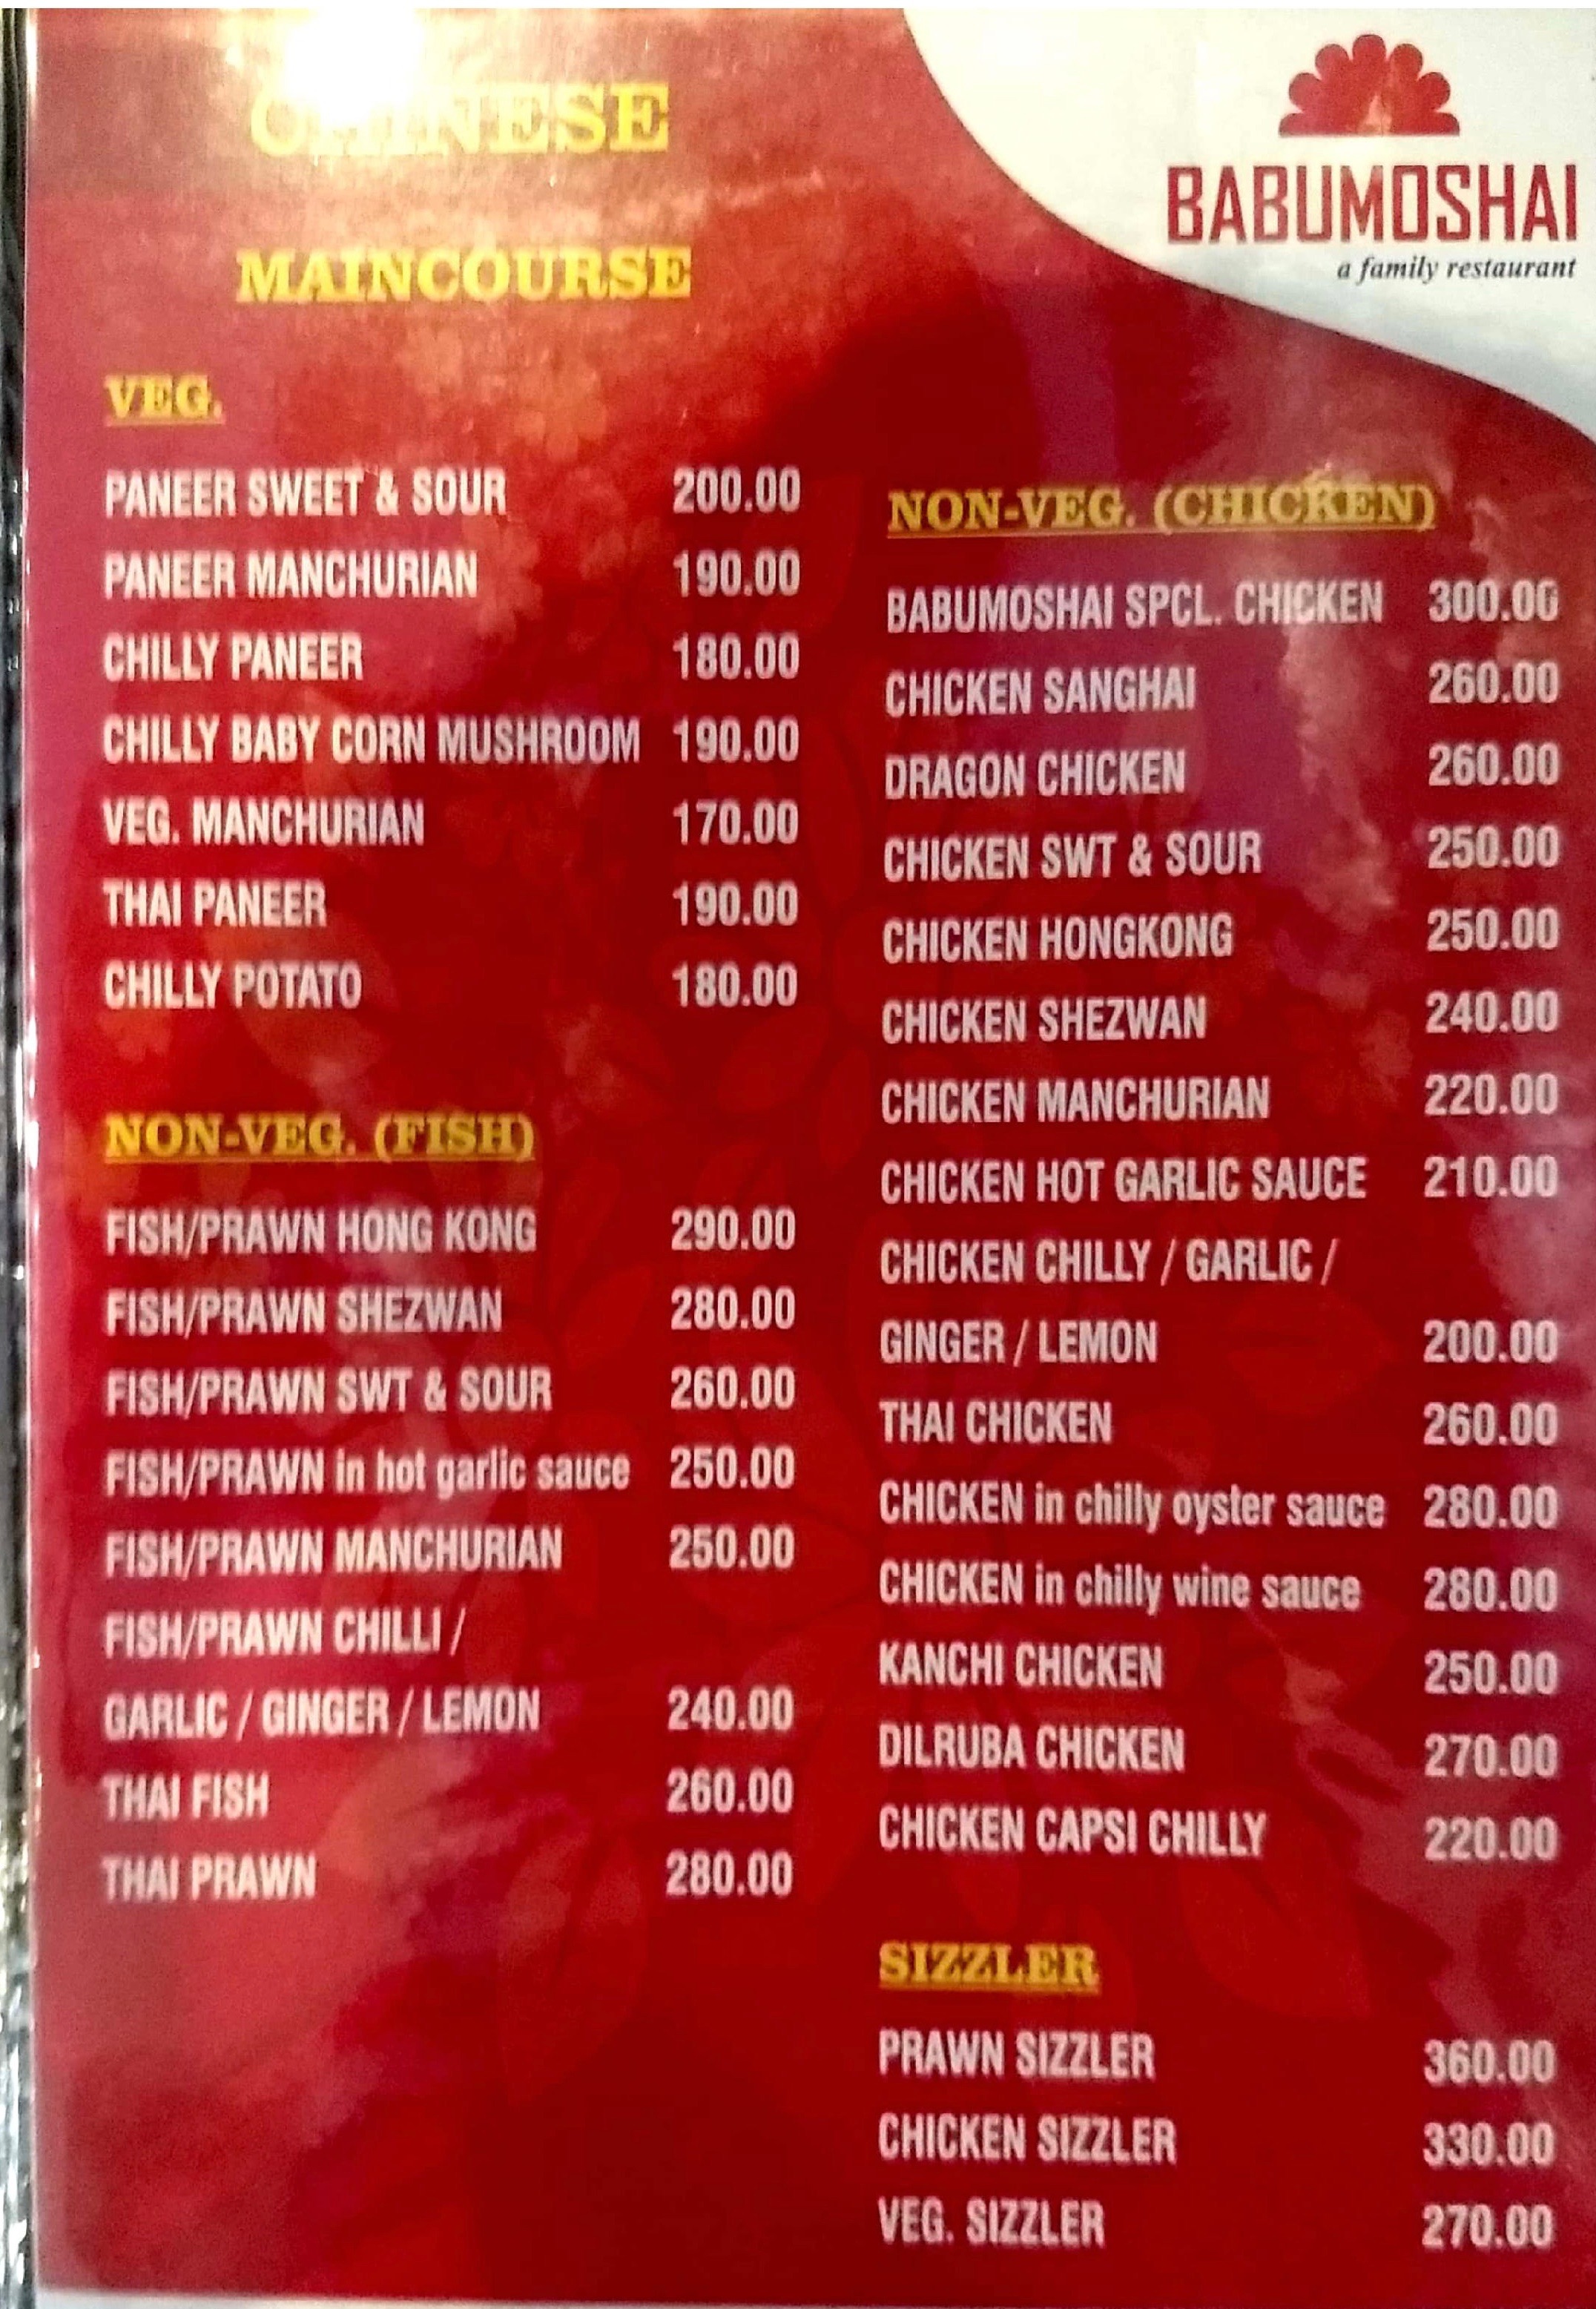 CHINESE
MAINCOURSE
BABUMOSHAI
a family restaurant
VEG.
PANEER SWEET & SOUR 200.00
PANEER MANCHURIAN 190.00
CHILLY PANEER 180.00
CHILLY BABY CORN MUSHROOM 190.00
VEG. MANCHURIAN 170.00
THAI PANEER 190.00
CHILLY POTATO 180.00
NON-VEG. (FISH)
FISH/PRAWN HONG KONG 290.00
FISH/PRAWN SHEZWAN 280.00
FISH/PRAWN SWT & SOUR 260.00
FISH/PRAWN in hot garlic sauce 250.00
FISH/PRAWN MANCHURIAN 250.00
FISH/PRAWN CHILLI /
GARLIC / GINGER / LEMON 240.00
THAI FISH 260.00
THAI PRAWN 280.00
NON-VEG. (CHICKEN)
BABUMOSHAI SPCL. CHICKEN 300.00
CHICKEN SANGHAI 260.00
DRAGON CHICKEN 260.00
CHICKEN SWT & SOUR 250.00
CHICKEN HONGKONG 250.00
CHICKEN SHEZWAN 240.00
CHICKEN MANCHURIAN 220.00
CHICKEN HOT GARLIC SAUCE 210.00
CHICKEN CHILLY / GARLIC /
GINGER / LEMON 200.00
THAI CHICKEN 260.00
CHICKEN in chilly oyster sauce 280.00
CHICKEN in chilly wine sauce 280.00
KANCHI CHICKEN 250.00
DILRUBA CHICKEN 270.00
CHICKEN CAPSI CHILLY 220.00
SIZZLER
PRAWN SIZZLER 360.00
CHICKEN SIZZLER 330.00
VEG. SIZZLER 270.00